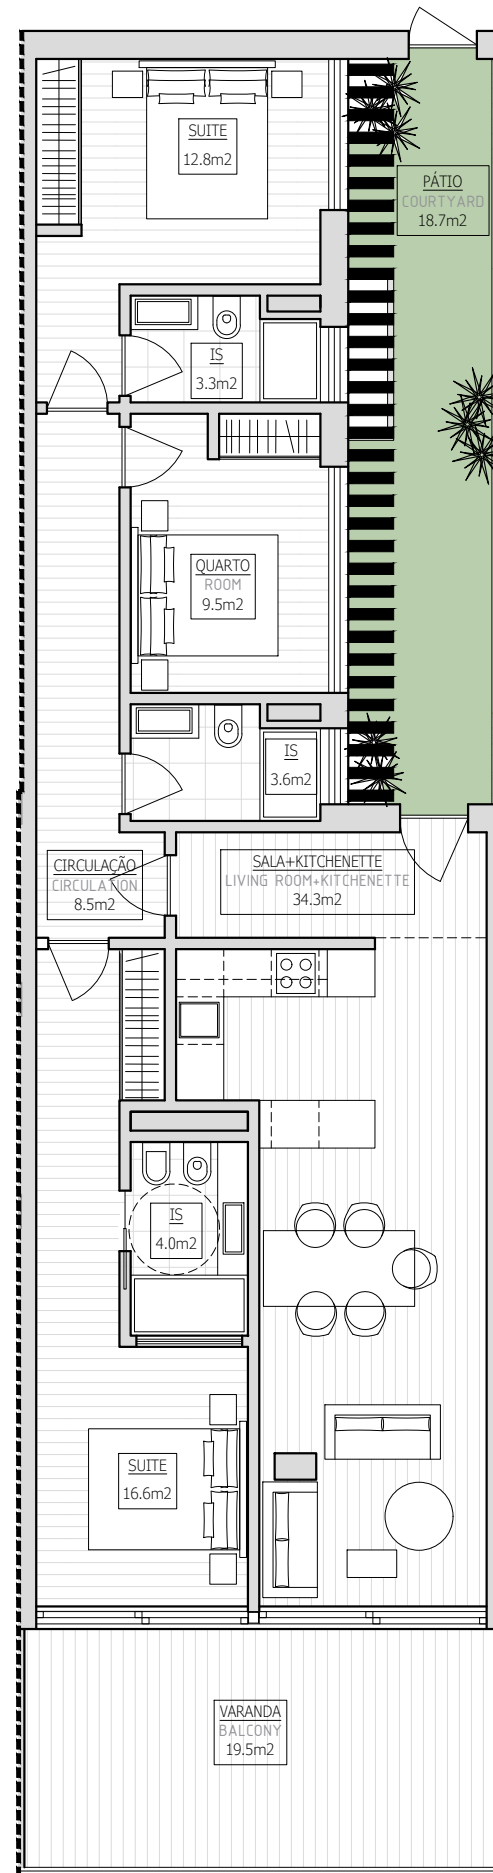 SUITE
12.8m2
PÁTIO
COURTYARD
18.7m2
IS
3.3m2
QUARTO
ROOM
9.5m2
IS
3.6m2
CIRCULAÇÃO
CIRCULATION
8.5m2
SALA+KITCHENETTE
LIVING ROOM+KITCHENETTE
34.3m2
IS
4.0m2
SUITE
16.6m2
VARANDA
BALCONY
19.5m2